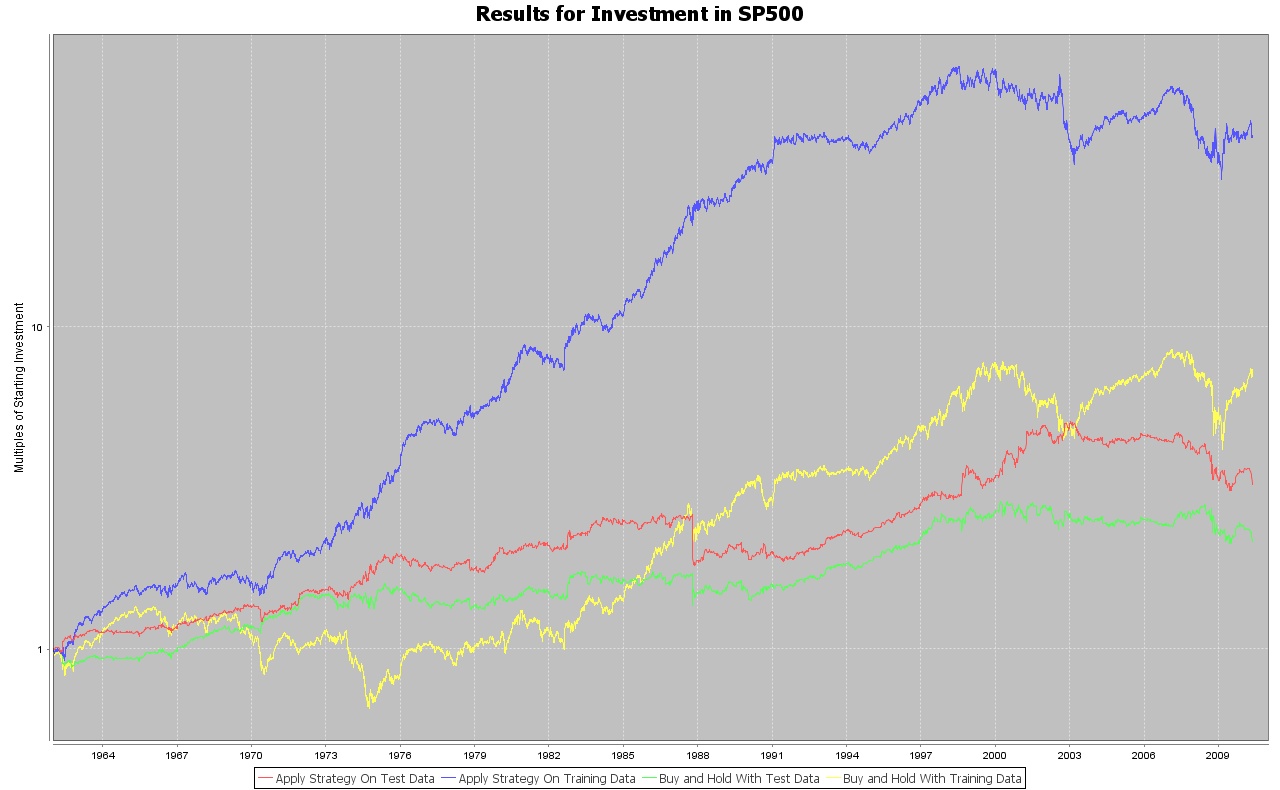 Results for Investment in SP500
Multiples of Starting Investment
10
1
1964 1967 1970 1973 1976 1979 1982 1985 1988 1991 1994 1997 2000 2003 2006 2009
Apply Strategy On Test Data Apply Strategy On Training Data Buy and Hold With Test Data Buy and Hold With Training Data